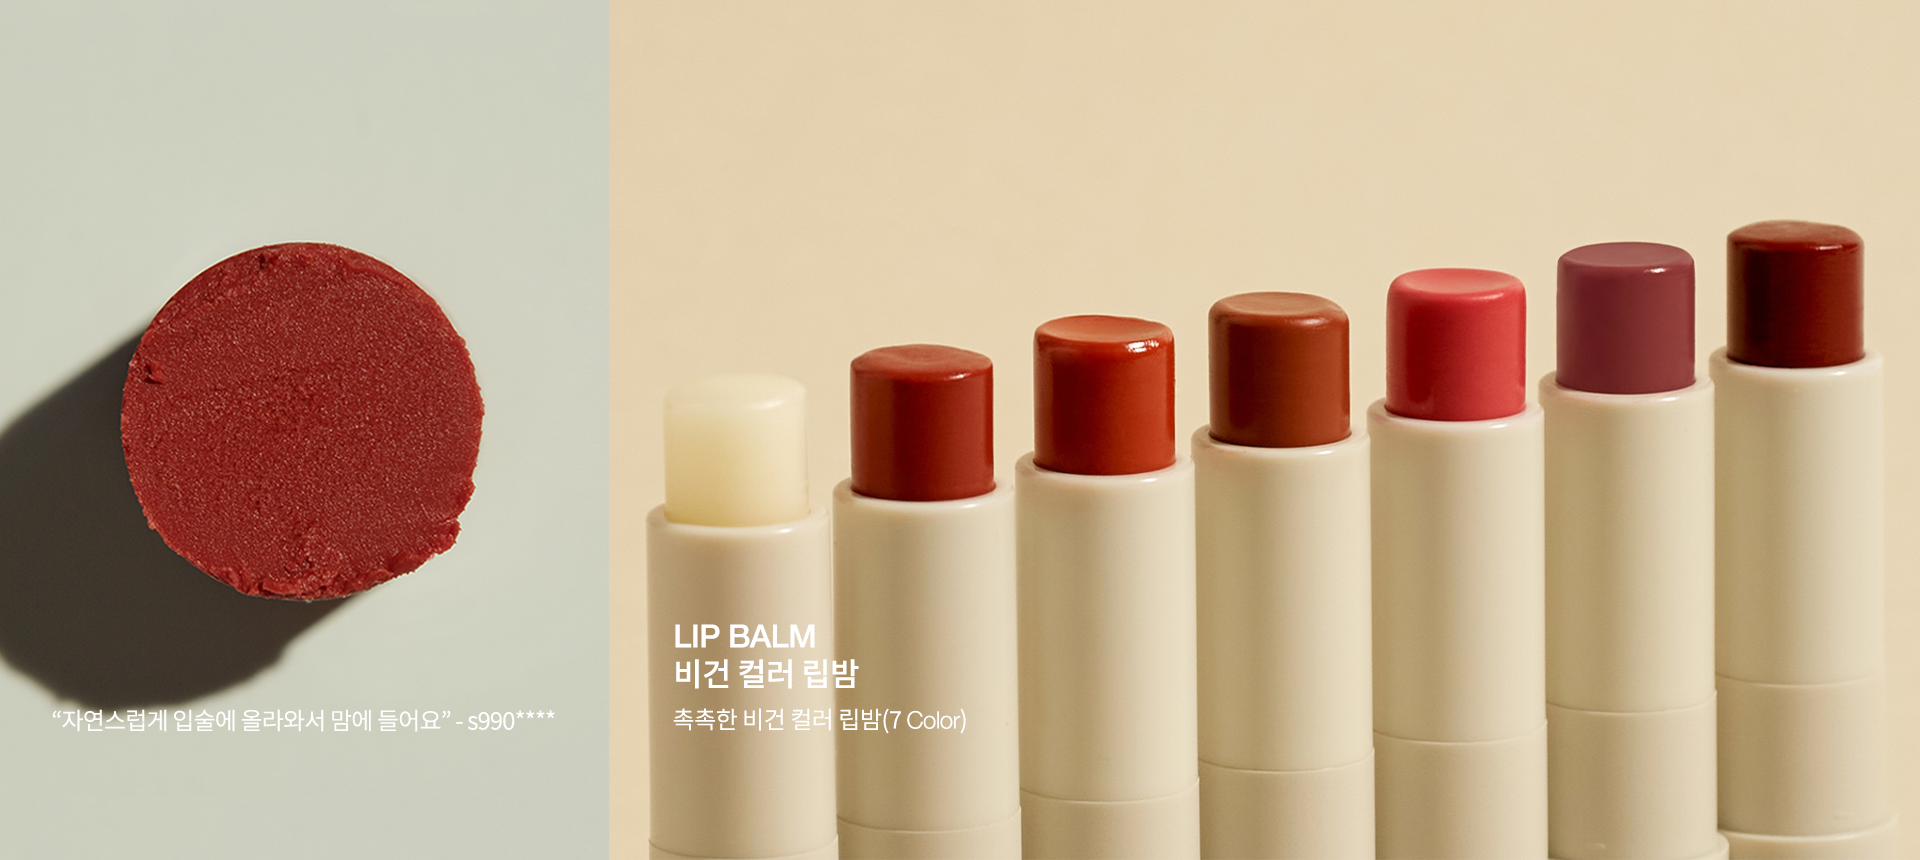 “자연스럽게 입술에 올라와서 맘에 들어요” - s990****
LIP BALM
비건 컬러 립밤
촉촉한 비건 컬러 립밤(7 Color)